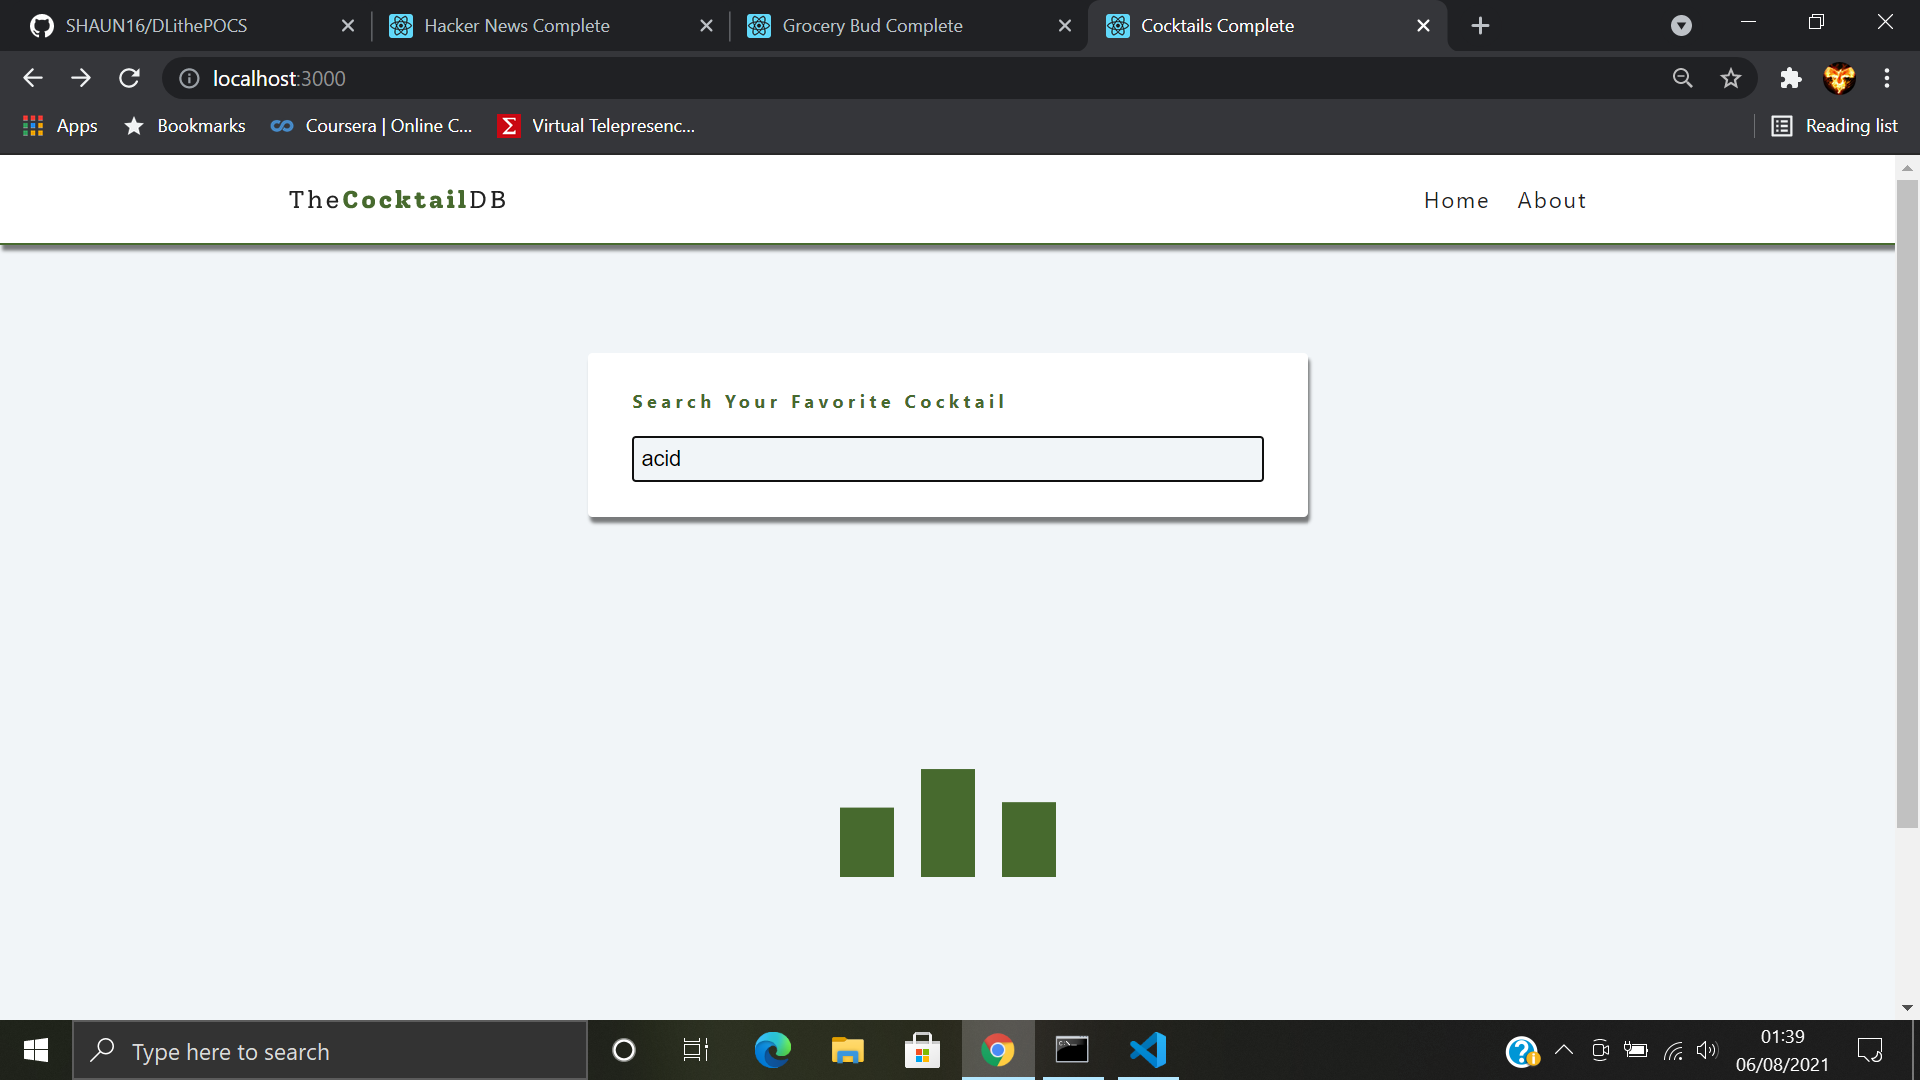 SHAUN16/DLithePOCS
Hacker News Complete
Grocery Bud Complete
Cocktails Complete
localhost:3000
Apps
Bookmarks
Coursera | Online C...
Virtual Telepresenc...
Reading list
TheCocktailDB
Home
About
Search Your Favorite Cocktail
acid
Type here to search
01:39
06/08/2021